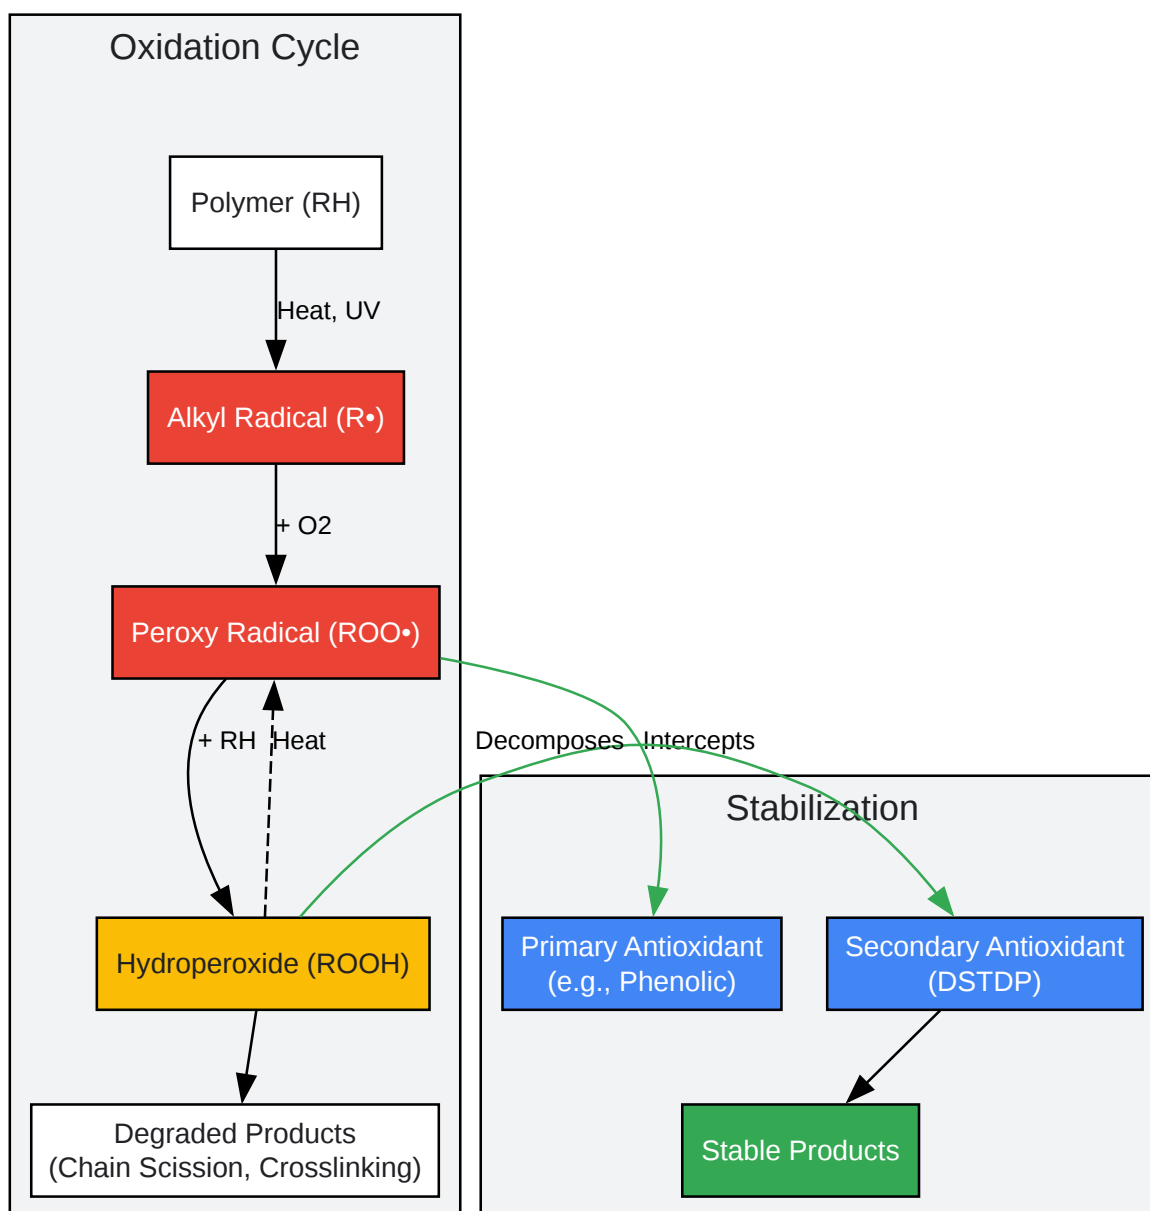 Oxidation Cycle
Polymer (RH)
Heat, UV
Alkyl Radical (R•)
+ O2
Peroxy Radical (ROO•)
+ RH
Heat
Decomposes
Intercepts
Stabilization
Hydroperoxide (ROOH)
Primary Antioxidant
(e.g., Phenolic)
Secondary Antioxidant
(DSTDP)
Degraded Products
(Chain Scission, Crosslinking)
Stable Products